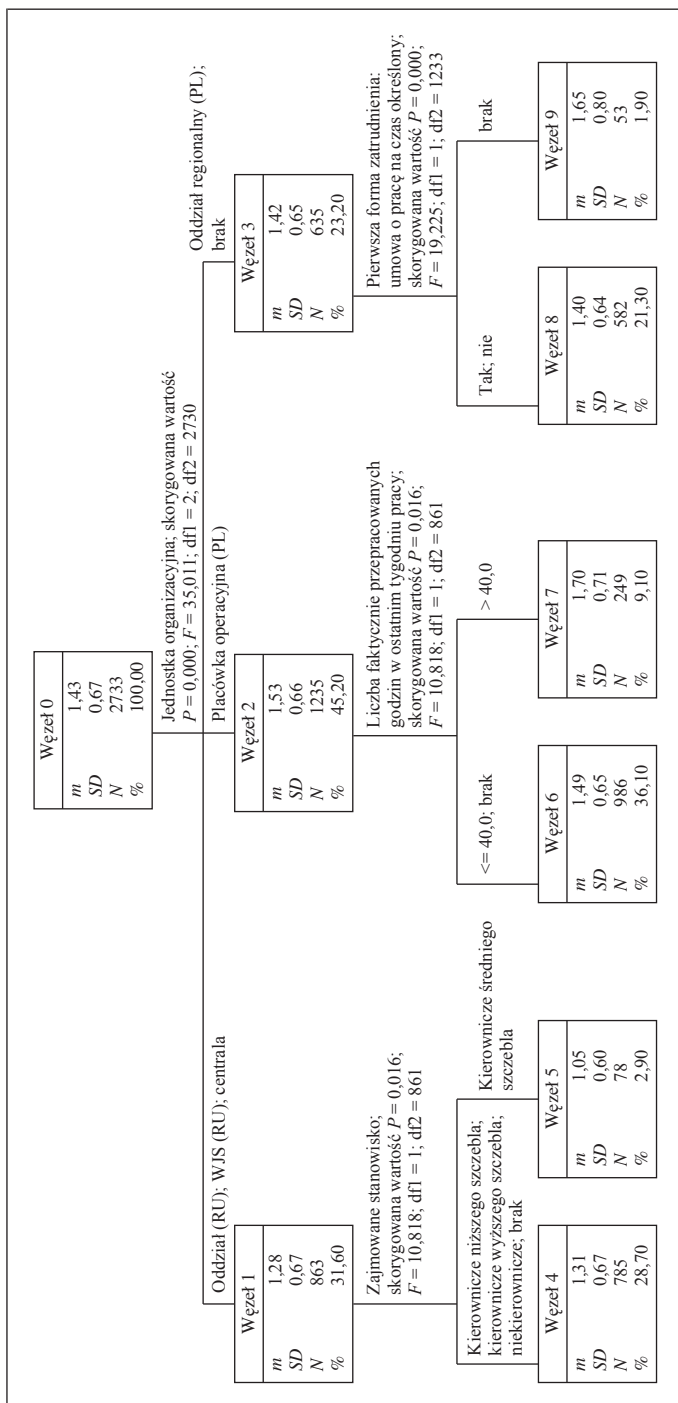 Węzeł 0
m 1,43
SD 0,67
N 2733
% 100,00
Jednostka organizacyjna; skorygowana wartość
P = 0,000; F = 35,011; df1 = 2; df2 = 2730
Oddział (RU); WJS (RU); centrala
Placówka operacyjna (PL)
Oddział regionalny (PL);
brak
Węzeł 1
m 1,28
SD 0,67
N 863
% 31,60
Węzeł 2
m 1,53
SD 0,66
N 1235
% 45,20
Węzeł 3
m 1,42
SD 0,65
N 635
% 23,20
Zajmowane stanowisko;
skorygowana wartość P = 0,016;
F = 10,818; df1 = 1; df2 = 861
Kierownicze niższego szczebla;
kierownicze wyższego szczebla;
niekierownicze; brak
Kierownicze średniego
szczebla
Liczba faktycznie przepracowanych
godzin w ostatnim tygodniu pracy;
skorygowana wartość P = 0,016;
F = 10,818; df1 = 1; df2 = 861
<= 40,0; brak
> 40,0
Pierwsza forma zatrudnienia:
umowa o pracę na czas określony;
skorygowana wartość P = 0,000;
F = 19,225; df1 = 1; df2 = 1233
Tak; nie
brak
Węzeł 4
m 1,31
SD 0,67
N 785
% 28,70
Węzeł 5
m 1,05
SD 0,60
N 78
% 2,90
Węzeł 6
m 1,49
SD 0,65
N 986
% 36,10
Węzeł 7
m 1,70
SD 0,71
N 249
% 9,10
Węzeł 8
m 1,40
SD 0,64
N 582
% 21,30
Węzeł 9
m 1,65
SD 0,80
N 53
% 1,90